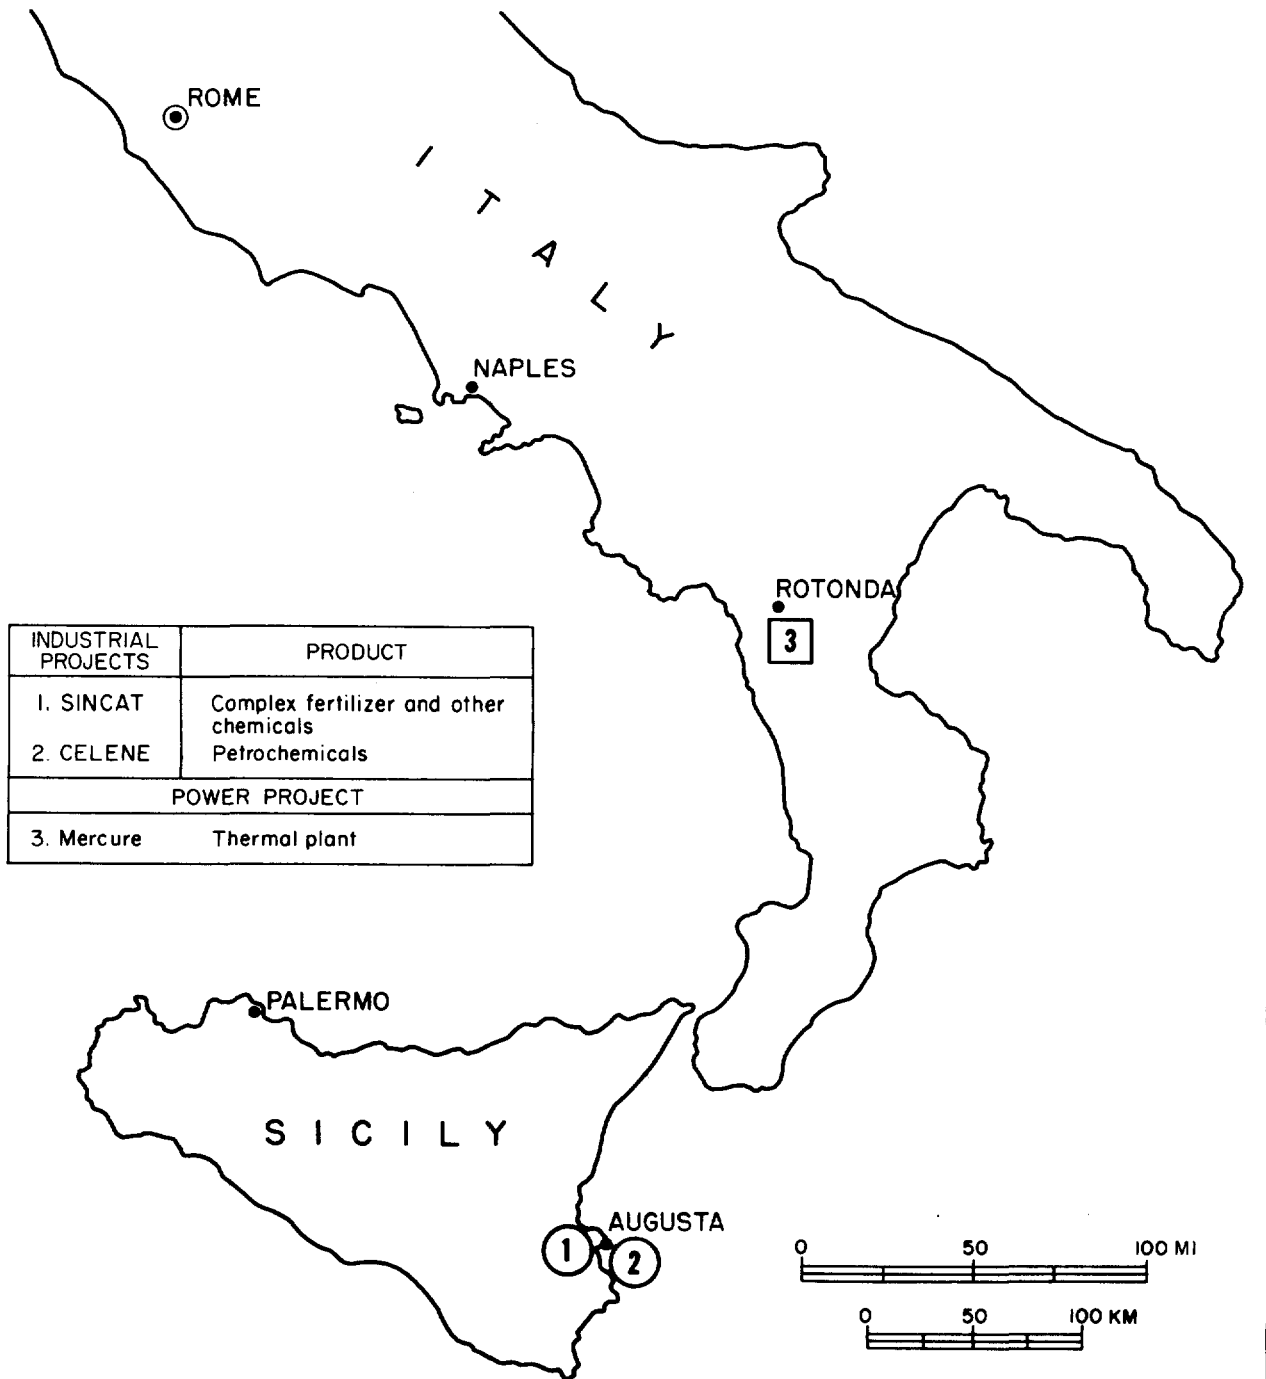 ROME
ITALY
NAPLES
ROTONDA
3
INDUSTRIAL PROJECTS
PRODUCT
1. SINCAT
Complex fertilizer and other
chemicals
2. CELENE
Petrochemicals
POWER PROJECT
3. Mercure
Thermal plant
PALERMO
SICILY
AUGUSTA
1
2
0 50 100 MI
0 50 100 KM